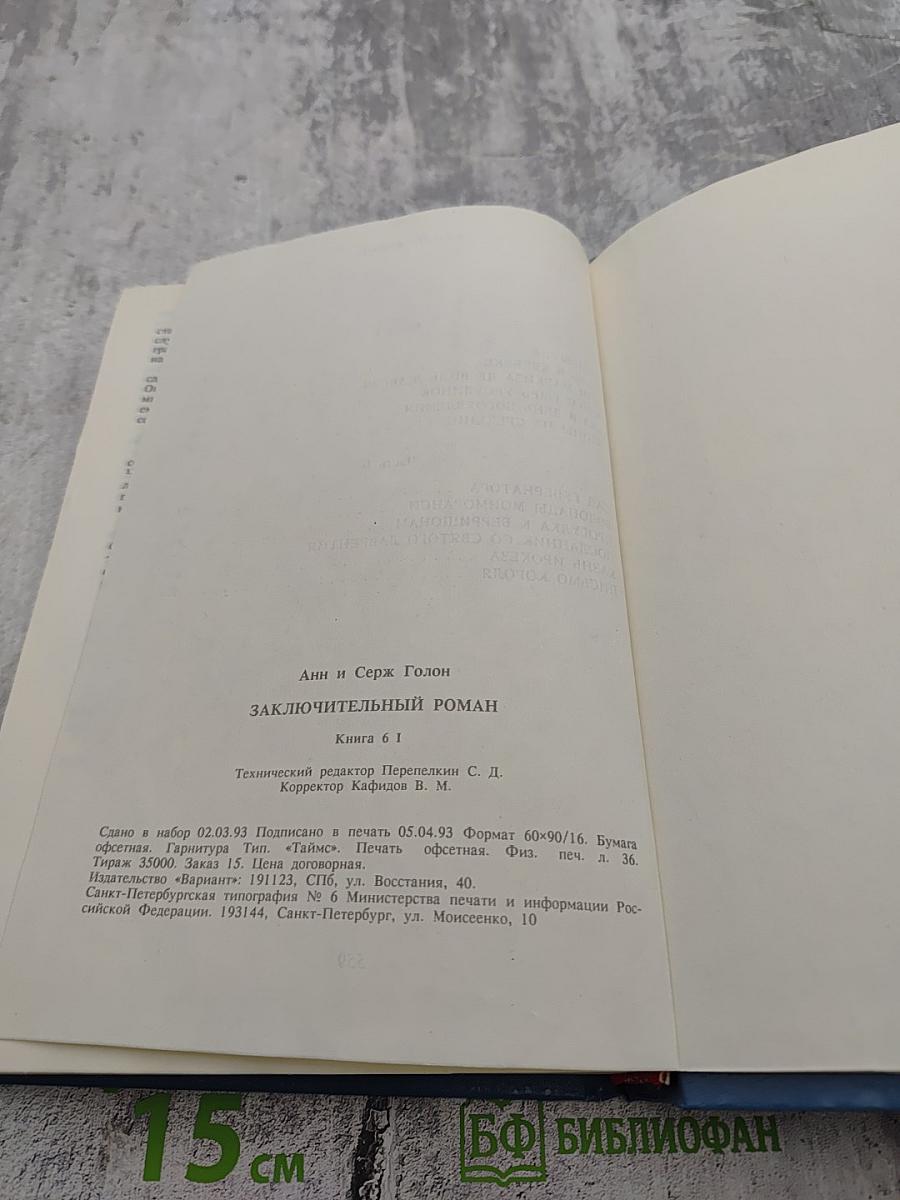 Анн и Серж Голон
ЗАКЛЮЧИТЕЛЬНЫЙ РОМАН
Книга 6 I
Технический редактор Перепелкин С. Д.
Корректор Кафидов В. М.
Сдано в набор 02.03.93 Подписано в печать 05.04.93 Формат 60×90/16. Бумага
офсетная. Гарнитура Тип. «Таймс». Печать офсетная. Физ. печ. л. 36.
Тираж 35000. Заказ 15. Цена договорная.
Издательство «Вариант»: 191123, СПб, ул. Восстания, 40.
Санкт-Петербургская типография № 6 Министерства печати и информации Рос-
сийской Федерации. 193144, Санкт-Петербург, ул. Моисеенко, 10
15 см
БФ БИБЛИОФАН